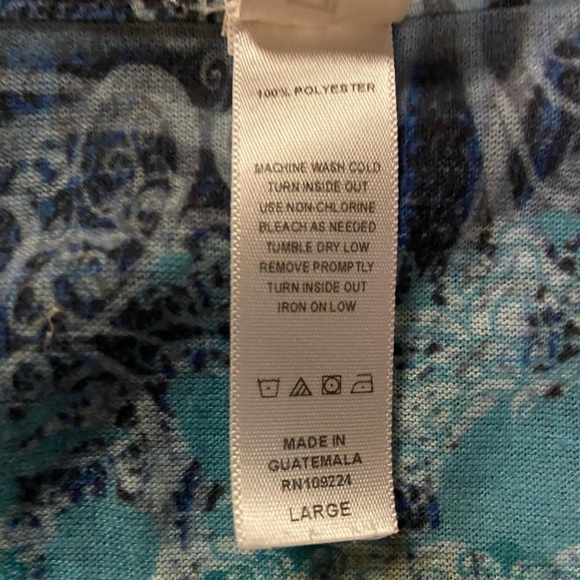 100% POLYESTER
MACHINE WASH COLD
TURN INSIDE OUT
USE NON-CHLORINE
BLEACH AS NEEDED
TUMBLE DRY LOW
REMOVE PROMPTLY
TURN INSIDE OUT
IRON ON LOW
MADE IN
GUATEMALA
RN109224
LARGE